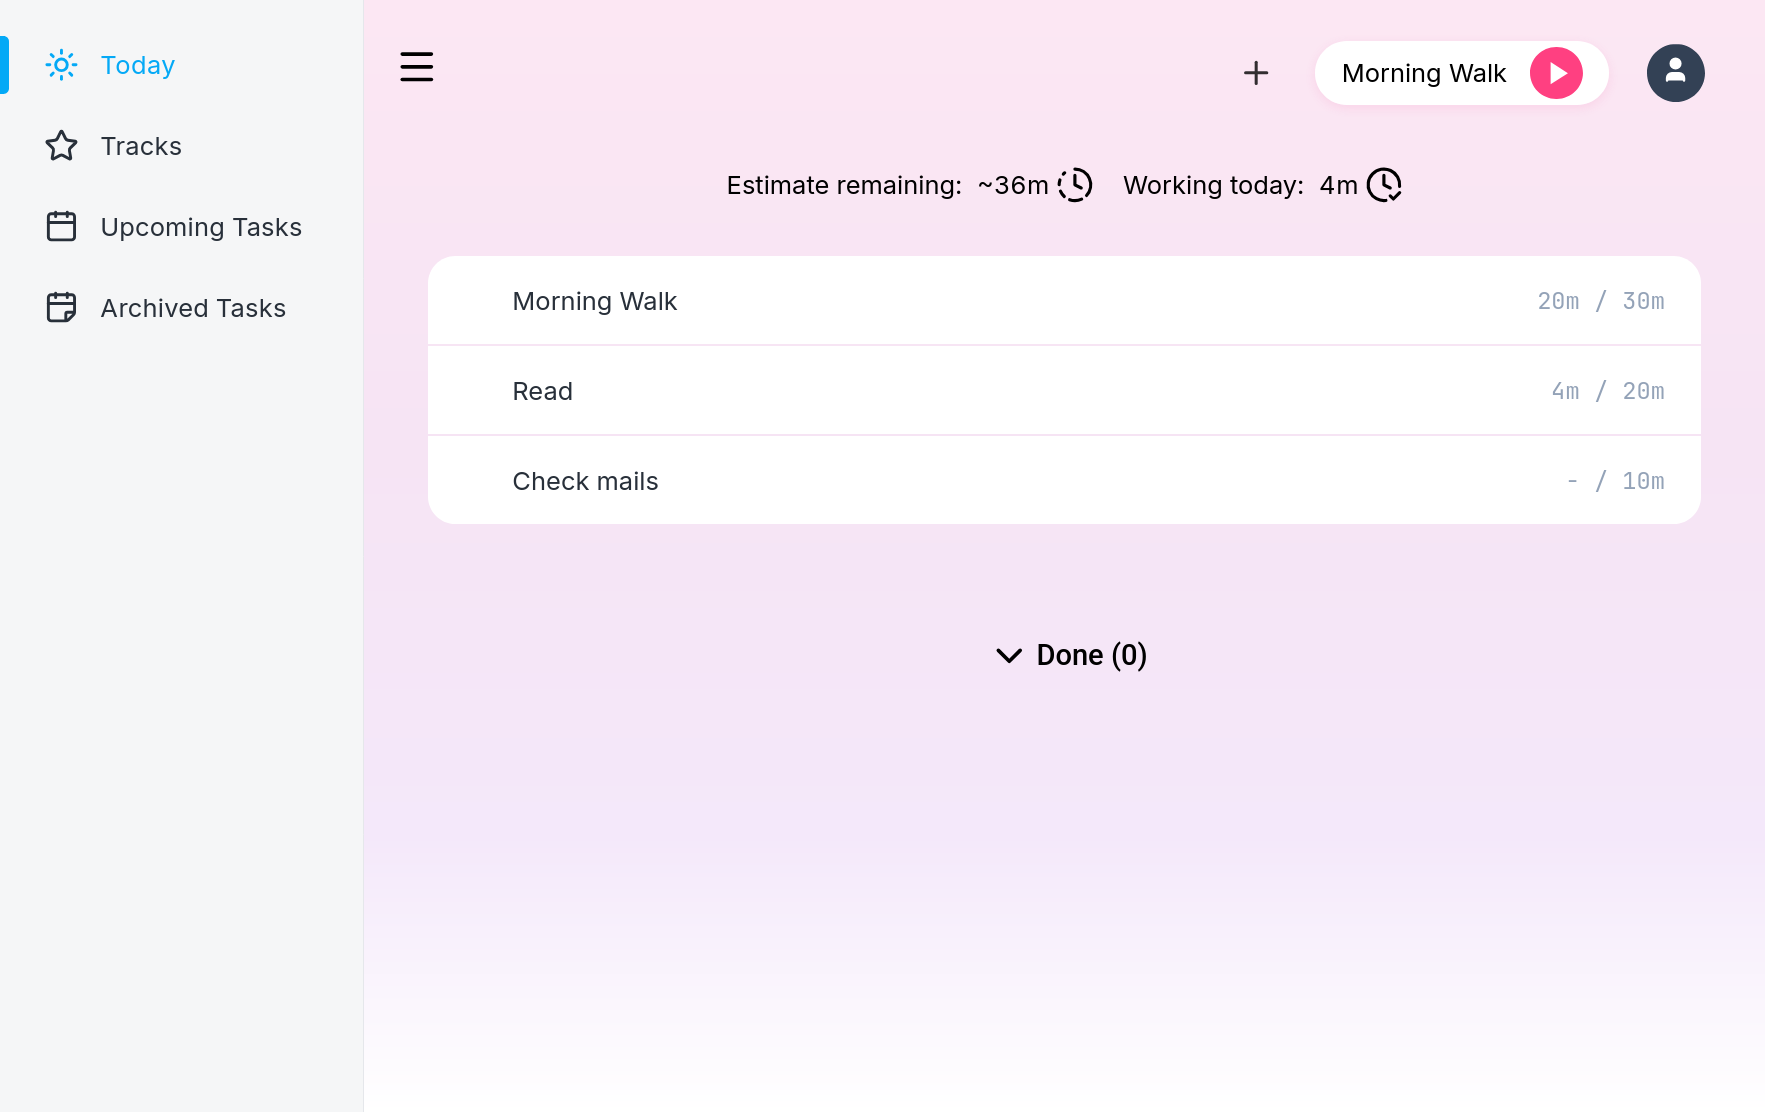 Today
Tracks
Upcoming Tasks
Archived Tasks
Morning Walk
Estimate remaining: ~36m Working today: 4m
Morning Walk 20m / 30m
Read 4m / 20m
Check mails - / 10m
Done (0)